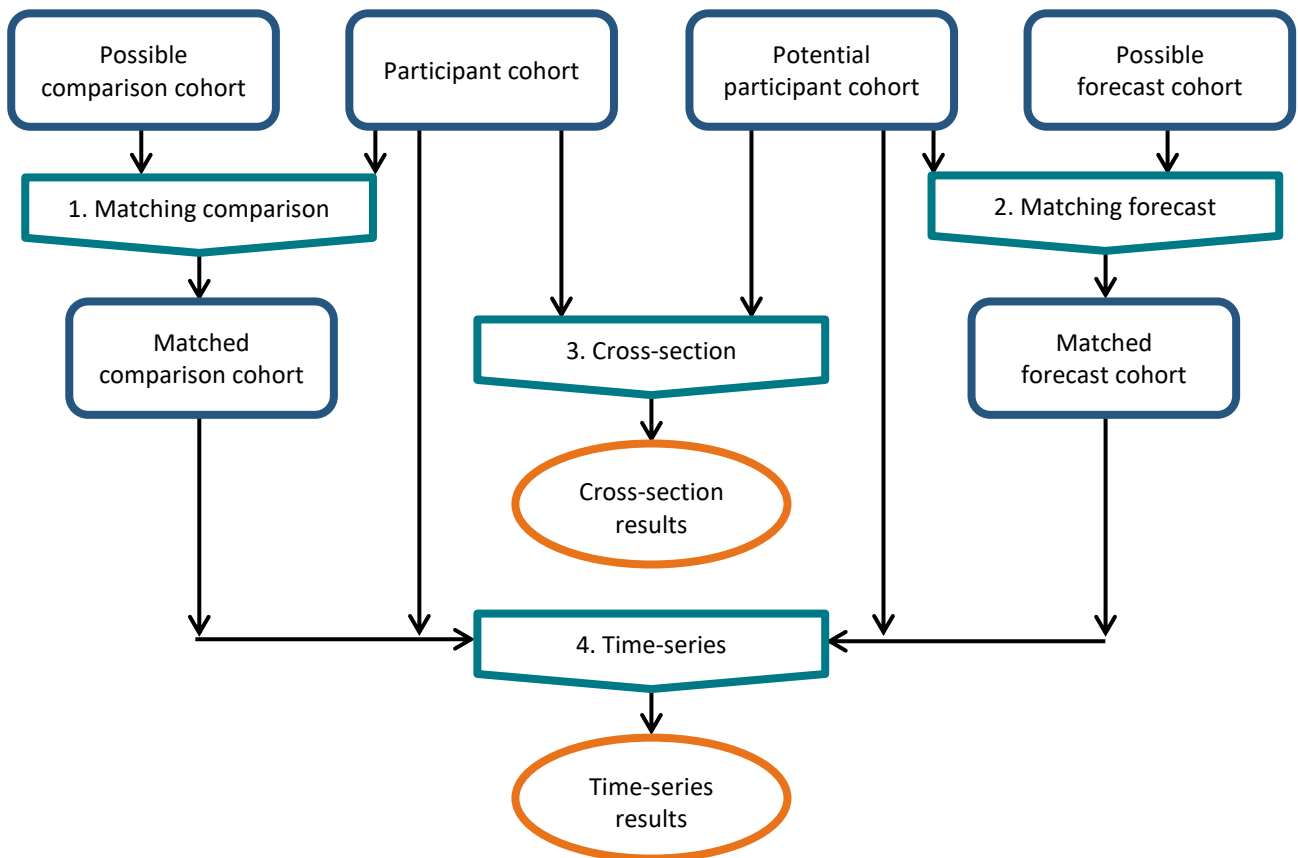 Possible
comparison cohort
Participant cohort
Potential
participant cohort
Possible
forecast cohort
1. Matching comparison
2. Matching forecast
Matched
comparison cohort
3. Cross-section
Matched
forecast cohort
Cross-section
results
4. Time-series
Time-series
results